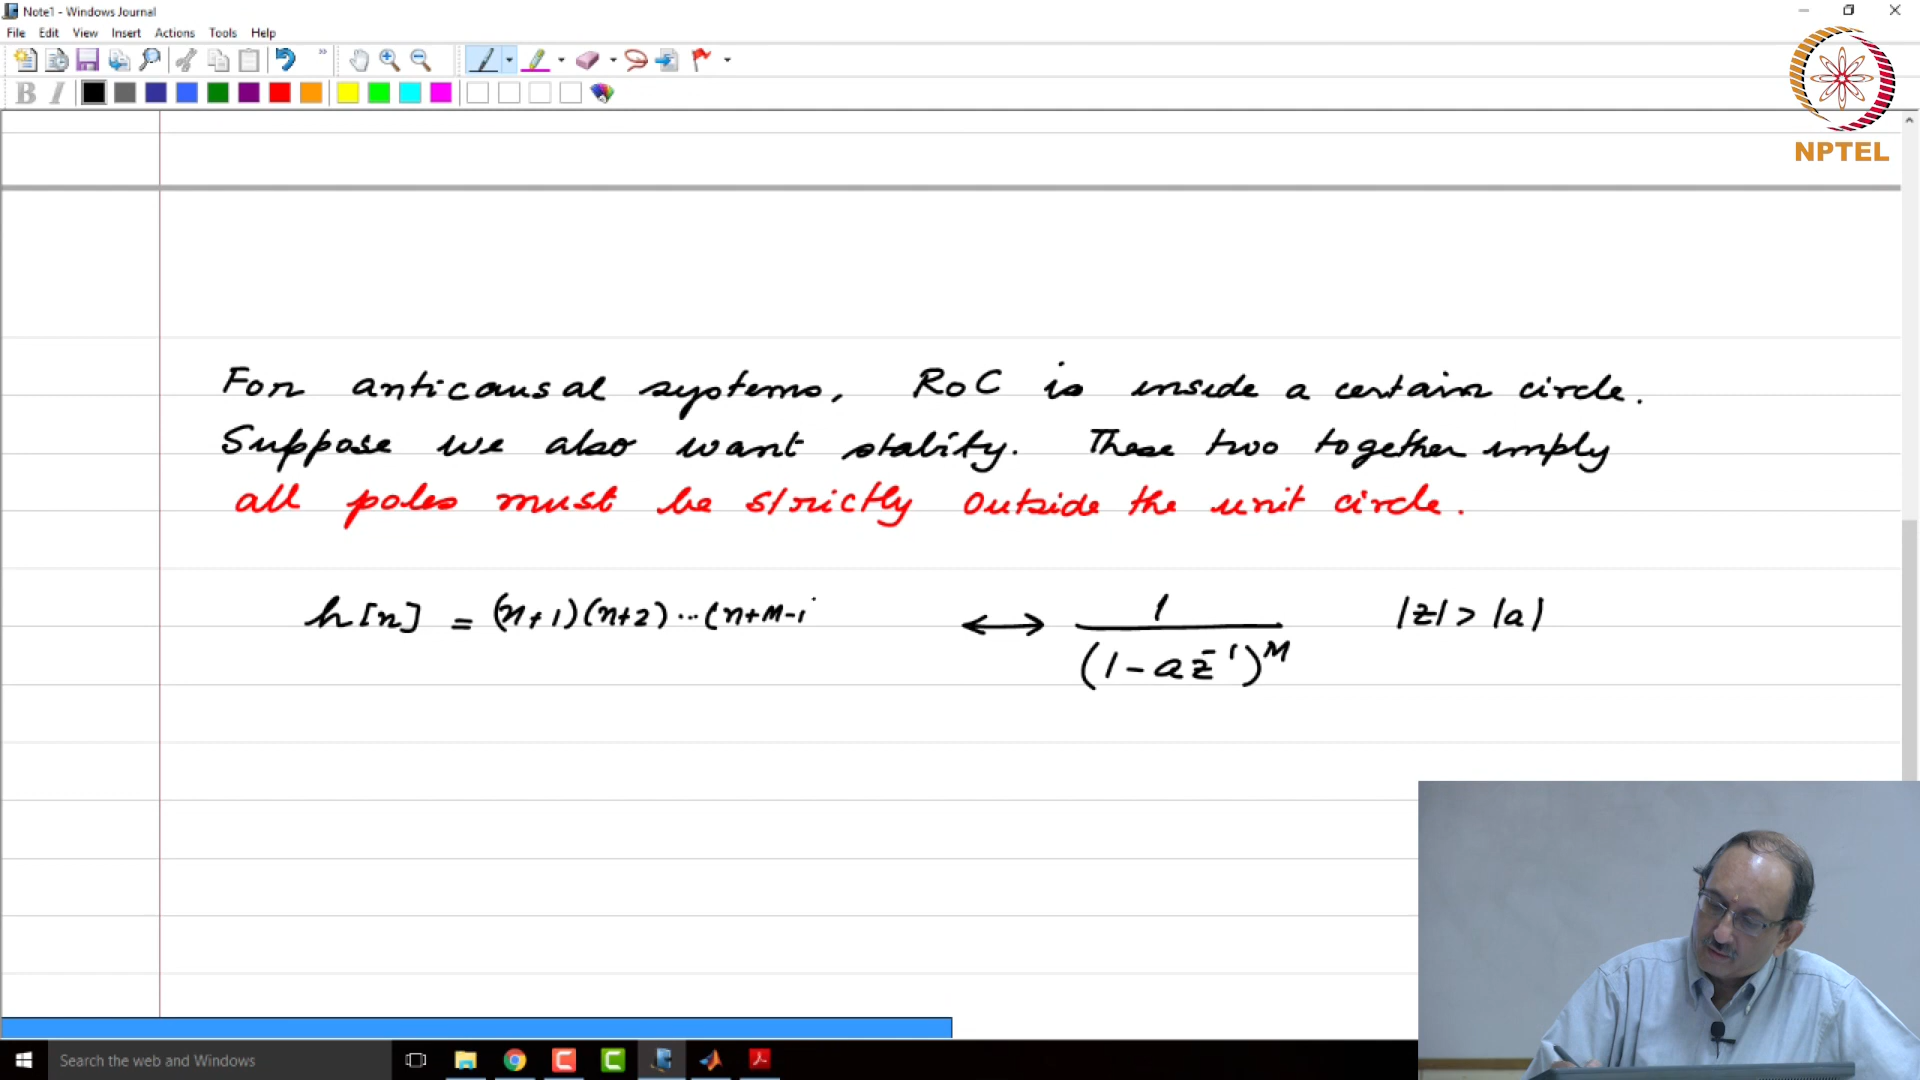 Note1 - Windows Journal
File Edit View Insert Actions Tools Help
B I
NPTEL
For anticausal systems, RoC is inside a certain circle.
Suppose we also want stability. These two together imply
all poles must be strictly outside the unit circle.
h[n] = (n+1)(n+2)...(n+M-1 ↔ 1 / (1 - az^-1)^M |z| > |a|
Search the web and Windows